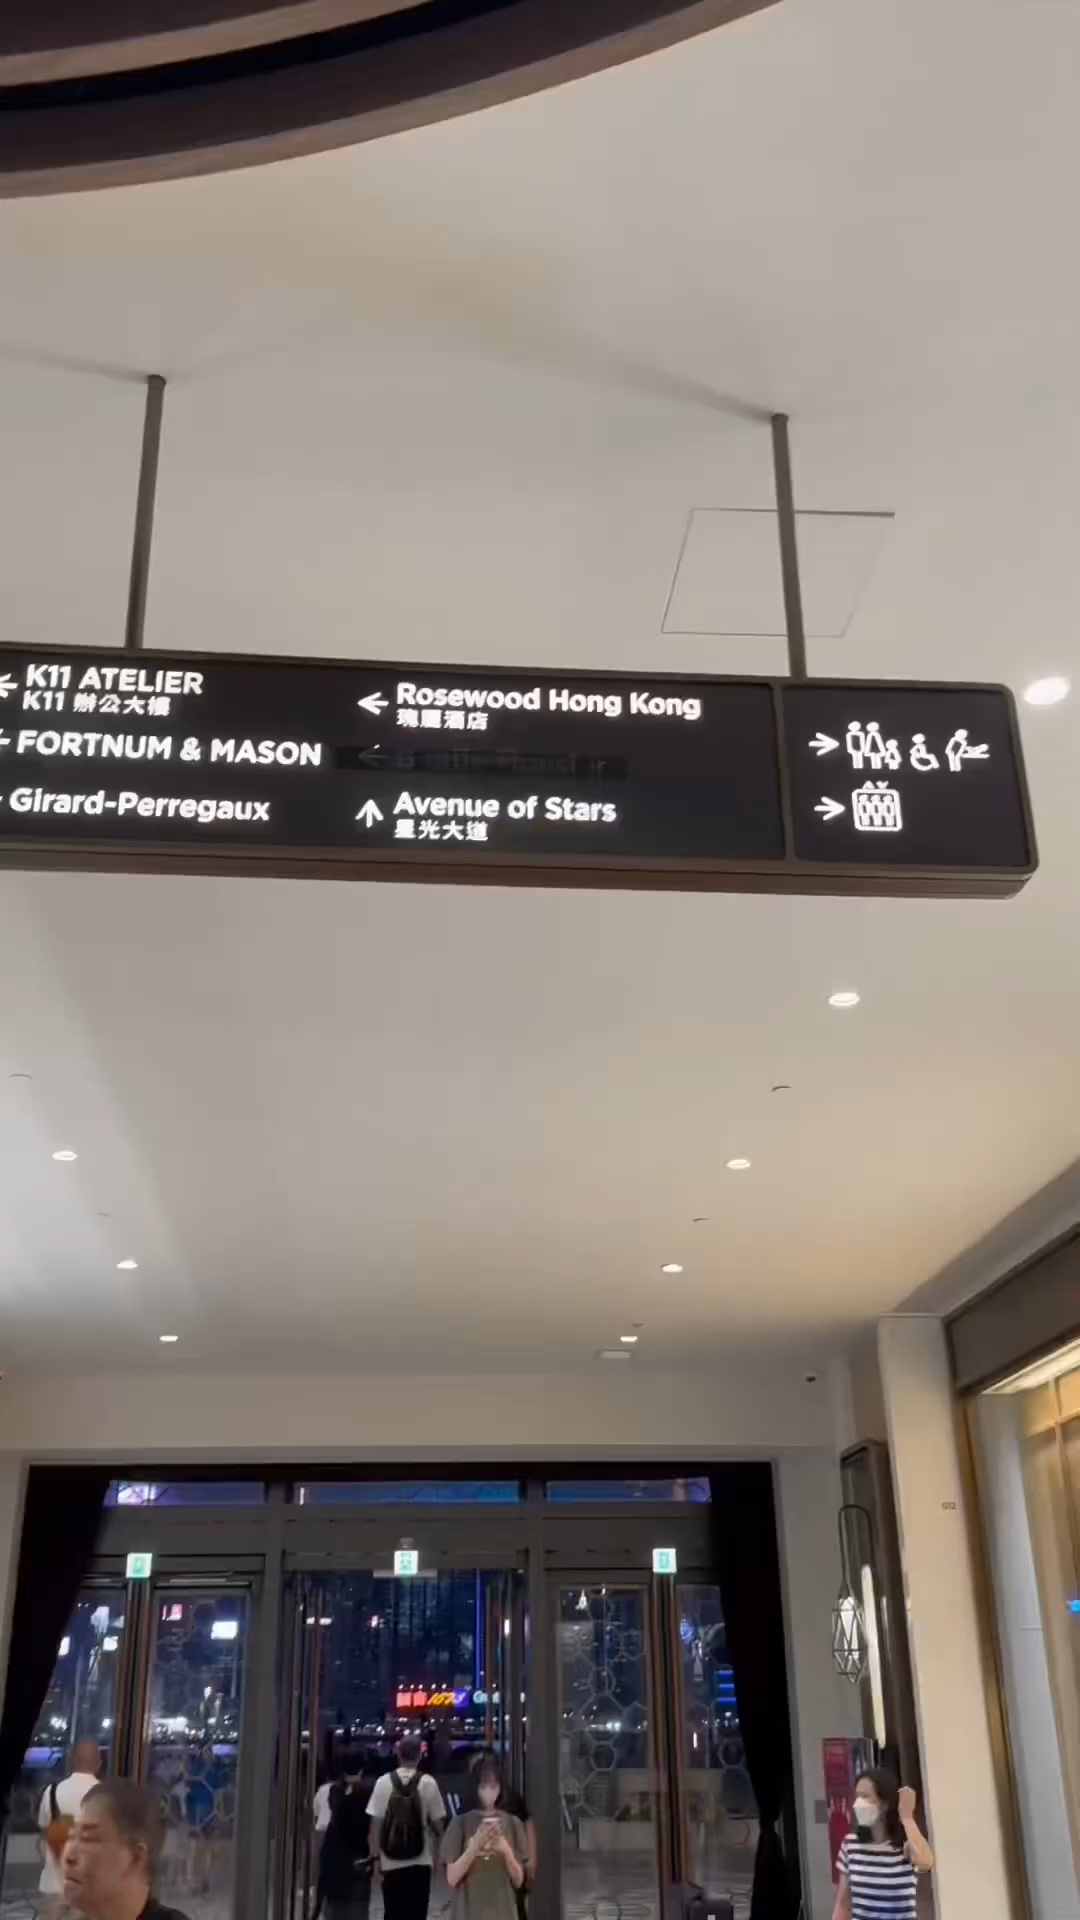 ← K11 ATELIER
K11 辦公大樓
← FORTNUM & MASON
Girard-Perregaux
← Rosewood Hong Kong
瑰麗酒店
↑ Avenue of Stars
星光大道